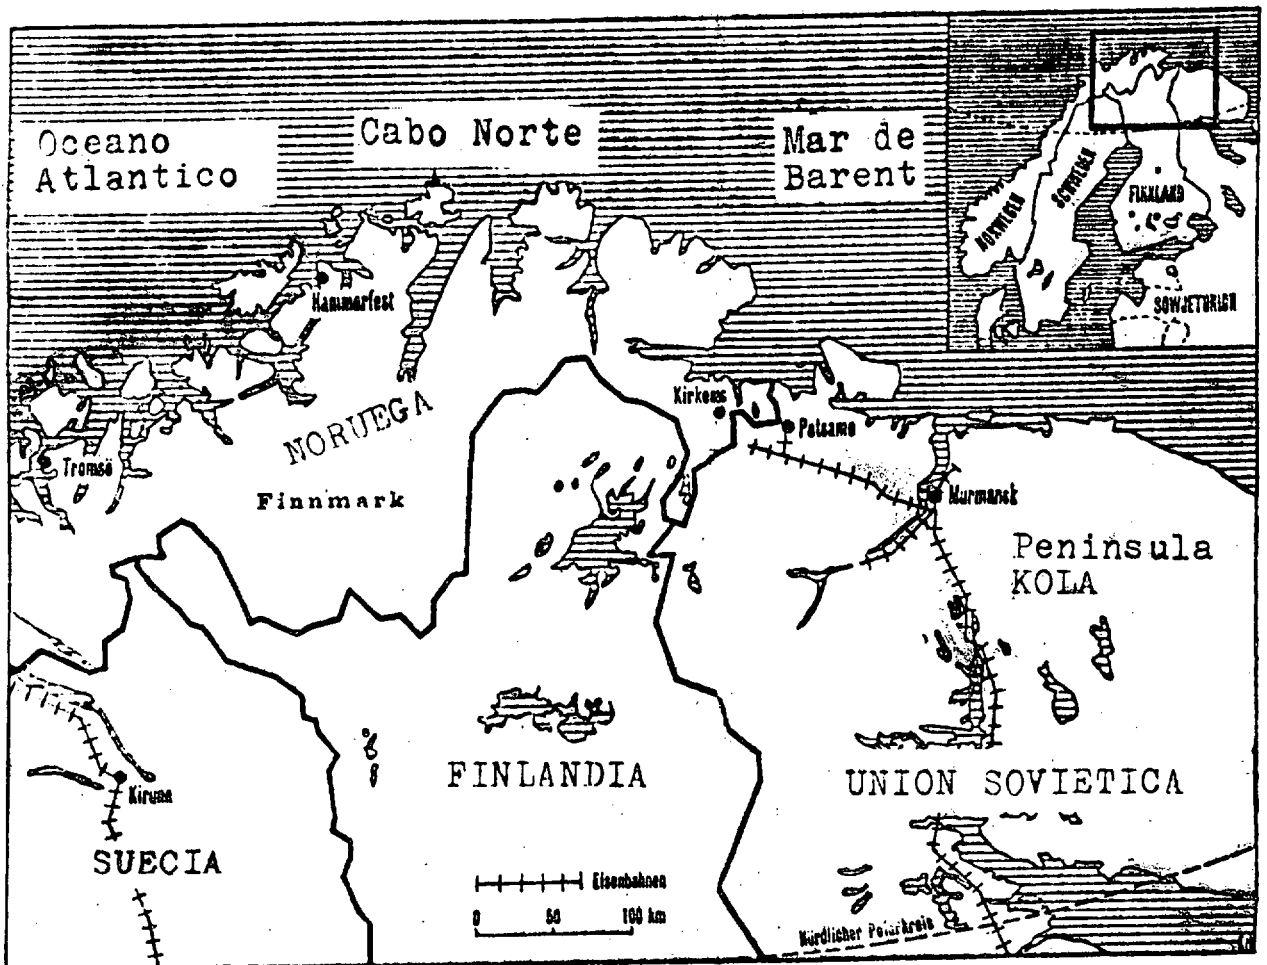 Oceano
Atlantico
Cabo Norte
Mar de
Barent
NORWEGEN
SCHWEDEN
FINNLAND
SOWJETUNION
Hammerfest
Tromsö
NORUEGA
Finnmark
Kirkenes
Petsamo
Murmansk
Peninsula
KOLA
FINLANDIA
UNION SOVIETICA
Kiruna
SUECIA
Eisenbahnen
0 50 100 km
Nördlicher Polarkreis